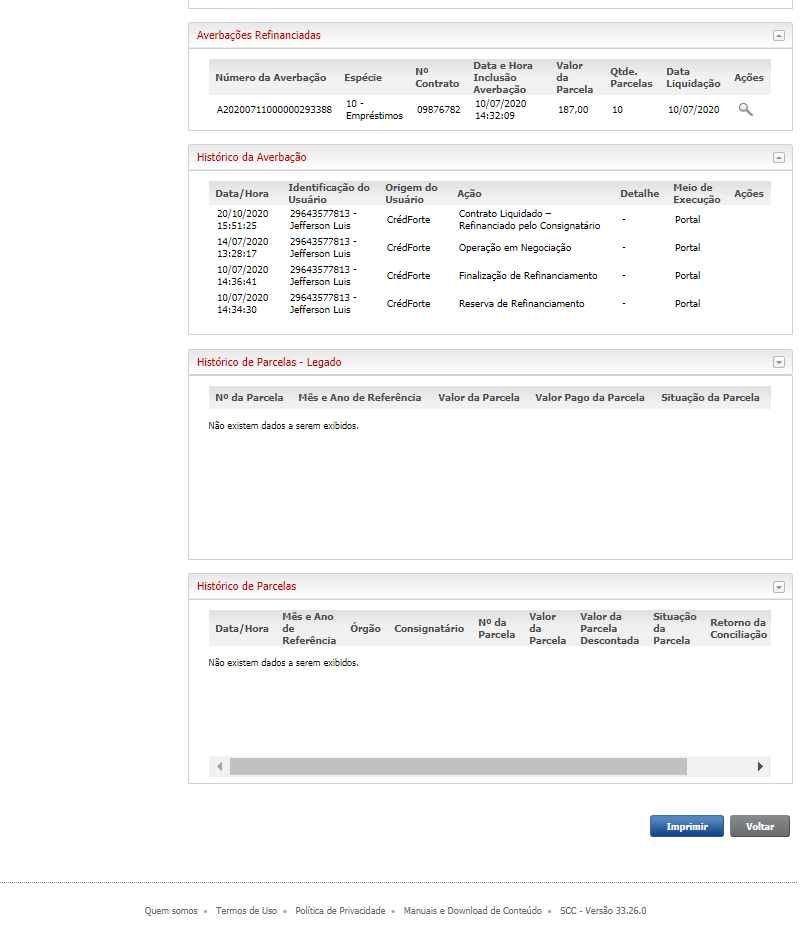 Averbações Refinanciadas
Número da Averbação Espécie Nº Contrato Data e Hora Inclusão Averbação Valor da Parcela Qtde. Parcelas Data Liquidação Ações
A20200711000000293388 10 - Empréstimos 09876782 10/07/2020 14:32:09 187,00 10 10/07/2020
Histórico da Averbação
Data/Hora Identificação do Usuário Origem do Usuário Ação Detalhe Meio de Execução Ações
20/10/2020 15:51:25 29643577813 - Jefferson Luis CrédForte Contrato Liquidado – Refinanciado pelo Consignatário - Portal
14/07/2020 13:28:17 29643577813 - Jefferson Luis CrédForte Operação em Negociação - Portal
10/07/2020 14:36:41 29643577813 - Jefferson Luis CrédForte Finalização de Refinanciamento - Portal
10/07/2020 14:34:30 29643577813 - Jefferson Luis CrédForte Reserva de Refinanciamento - Portal
Histórico de Parcelas - Legado
Nº da Parcela Mês e Ano de Referência Valor da Parcela Valor Pago da Parcela Situação da Parcela
Não existem dados a serem exibidos.
Histórico de Parcelas
Data/Hora Mês e Ano de Referência Órgão Consignatário Nº da Parcela Valor da Parcela Valor da Parcela Descontada Situação da Parcela Retorno da Conciliação
Não existem dados a serem exibidos.
Imprimir Voltar
Quem somos • Termos de Uso • Política de Privacidade • Manuais e Download de Conteúdo • SCC - Versão 33.26.0